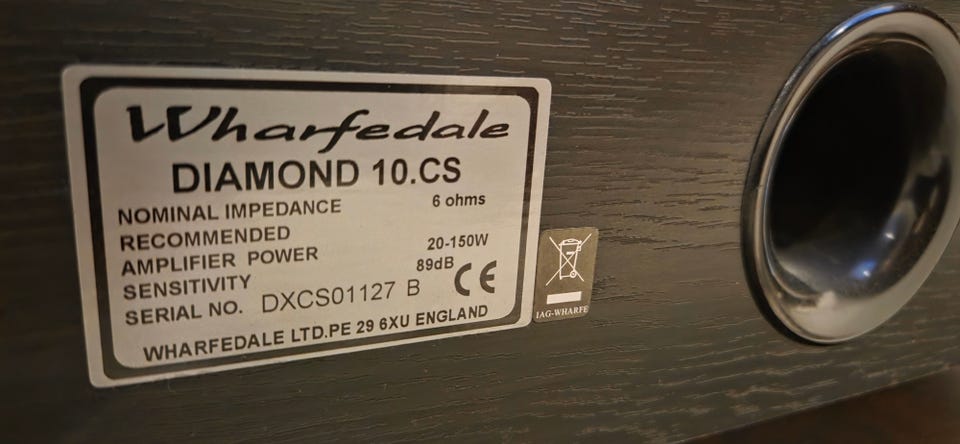 Wharfedale
DIAMOND 10.CS
NOMINAL IMPEDANCE 6 ohms
RECOMMENDED
AMPLIFIER POWER 20-150W
SENSITIVITY 89dB
SERIAL NO. DXCS01127 B CE
WHARFEDALE LTD.PE 29 6XU ENGLAND
IAG-WHARFE